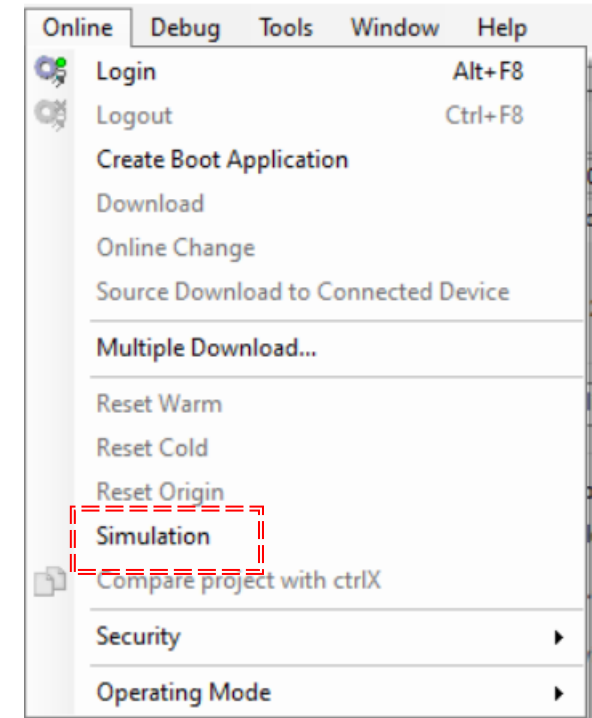 Online Debug Tools Window Help
Login Alt+F8
Logout Ctrl+F8
Create Boot Application
Download
Online Change
Source Download to Connected Device
Multiple Download...
Reset Warm
Reset Cold
Reset Origin
Simulation
Compare project with ctrlX
Security
Operating Mode